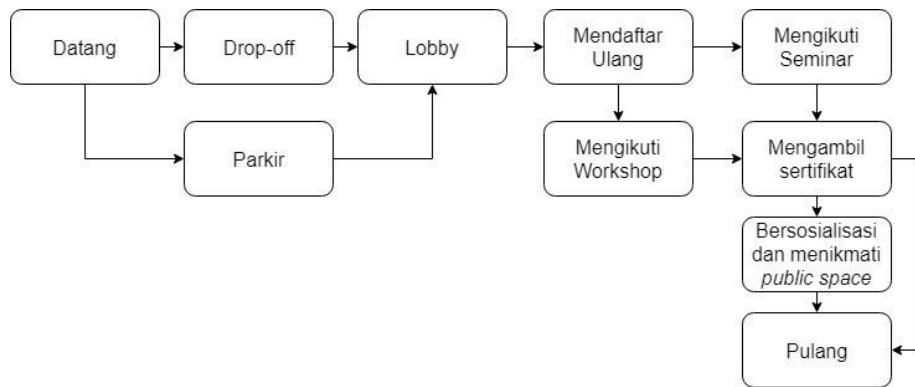 Datang
Drop-off
Lobby
Mendaftar
Ulang
Mengikuti
Seminar
Parkir
Mengikuti
Workshop
Mengambil
sertifikat
Bersosialisasi
dan menikmati
public space
Pulang